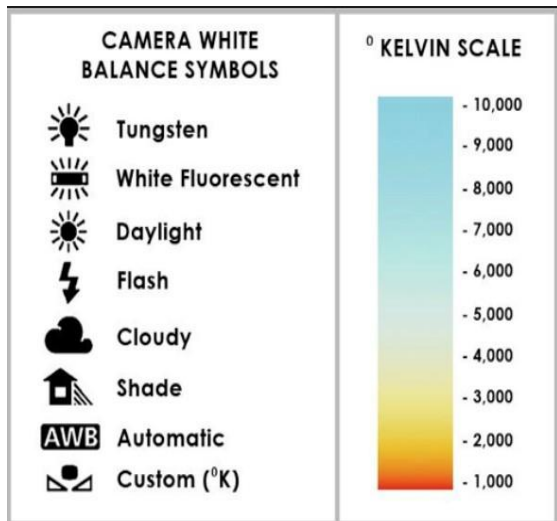 CAMERA WHITE
BALANCE SYMBOLS
Tungsten
White Fluorescent
Daylight
Flash
Cloudy
Shade
AWB Automatic
Custom (⁰K)
⁰ KELVIN SCALE
- 10,000
- 9,000
- 8,000
- 7,000
- 6,000
- 5,000
- 4,000
- 3,000
- 2,000
- 1,000